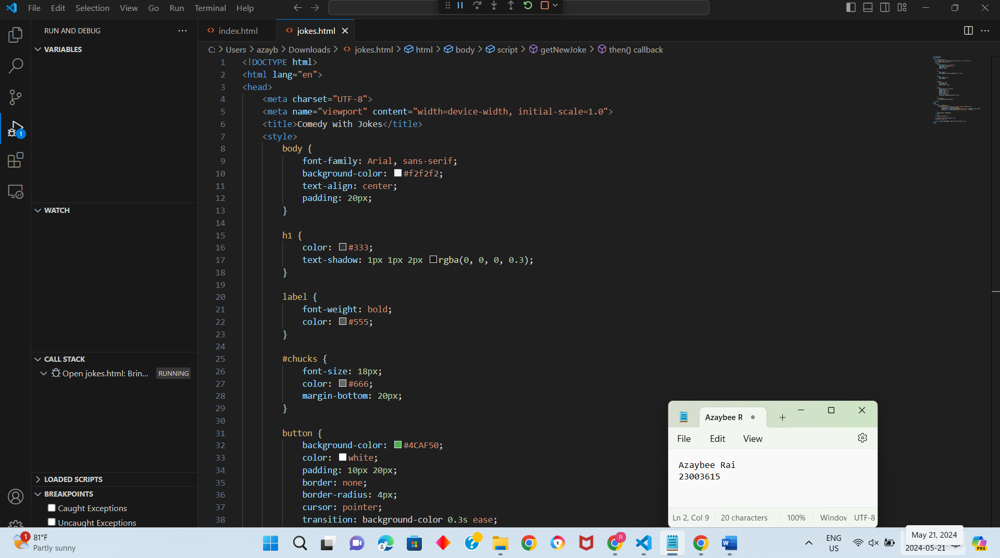 File Edit Selection View Go Run Terminal Help
RUN AND DEBUG
index.html
jokes.html
C: > Users > azayb > Downloads > jokes.html > html > body > script > getNewJoke > then() callback
VARIABLES
WATCH
CALL STACK
Open jokes.html: Brin... RUNNING
LOADED SCRIPTS
BREAKPOINTS
Caught Exceptions
Uncaught Exceptions
1
1 <!DOCTYPE html>
2 <html lang="en">
3 <head>
4 <meta charset="UTF-8">
5 <meta name="viewport" content="width=device-width, initial-scale=1.0">
6 <title>Comedy with Jokes</title>
7 <style>
8 body {
9 font-family: Arial, sans-serif;
10 background-color: #f2f2f2;
11 text-align: center;
12 padding: 20px;
13 }
14
15 h1 {
16 color: #333;
17 text-shadow: 1px 1px 2px rgba(0, 0, 0, 0.3);
18 }
19
20 label {
21 font-weight: bold;
22 color: #555;
23 }
24
25 #chucks {
26 font-size: 18px;
27 color: #666;
28 margin-bottom: 20px;
29 }
30
31 button {
32 background-color: #4CAF50;
33 color: white;
34 padding: 10px 20px;
35 border: none;
36 border-radius: 4px;
37 cursor: pointer;
38 transition: background-color 0.3s ease;
Azaybee R
File Edit View
Azaybee Rai
23003615
Ln 2, Col 9 20 characters 100% Window UTF-8
1
81°F
Partly sunny
R
W
ENG
US
May 21, 2024
2024-05-21
PRE